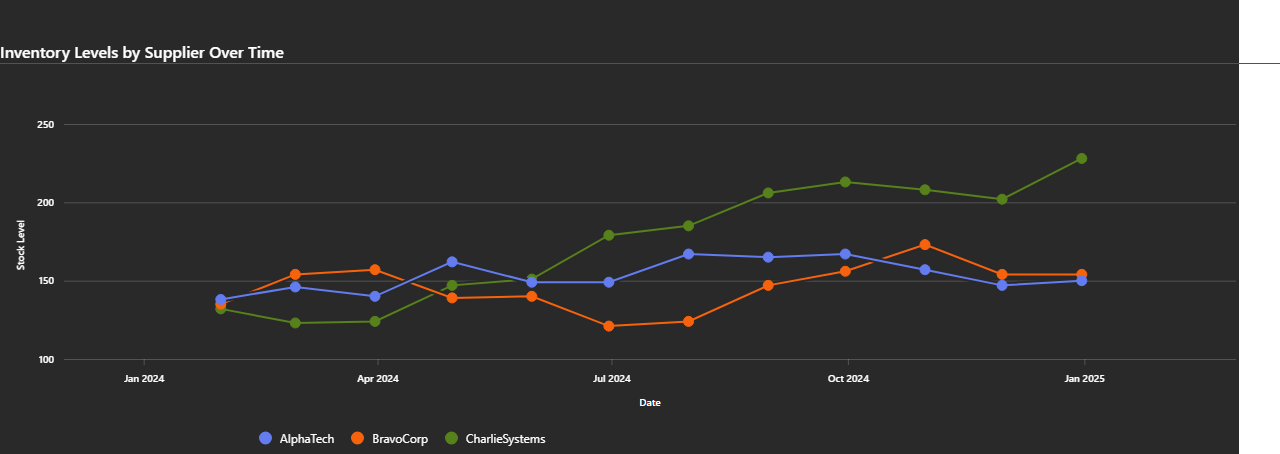 Inventory Levels by Supplier Over Time
250
200
150
100
Stock Level
Jan 2024 Apr 2024 Jul 2024 Oct 2024 Jan 2025
Date
AlphaTech BravoCorp CharlieSystems